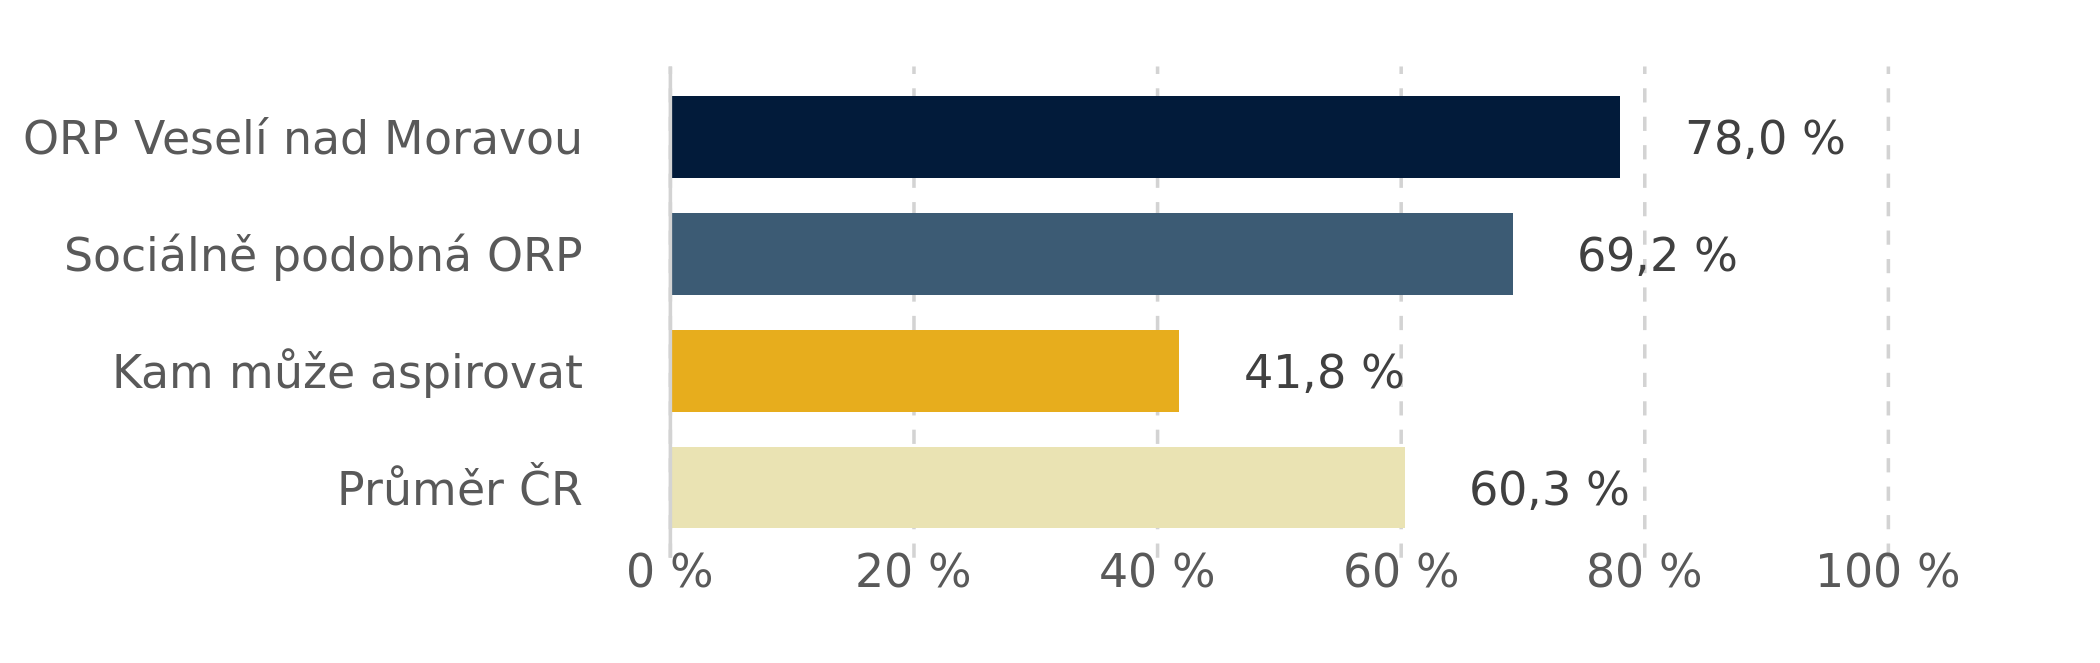 ORP Veselí nad Moravou 78,0 %
Sociálně podobná ORP 69,2 %
Kam může aspirovat 41,8 %
Průměr ČR 60,3 %
0 % 20 % 40 % 60 % 80 % 100 %